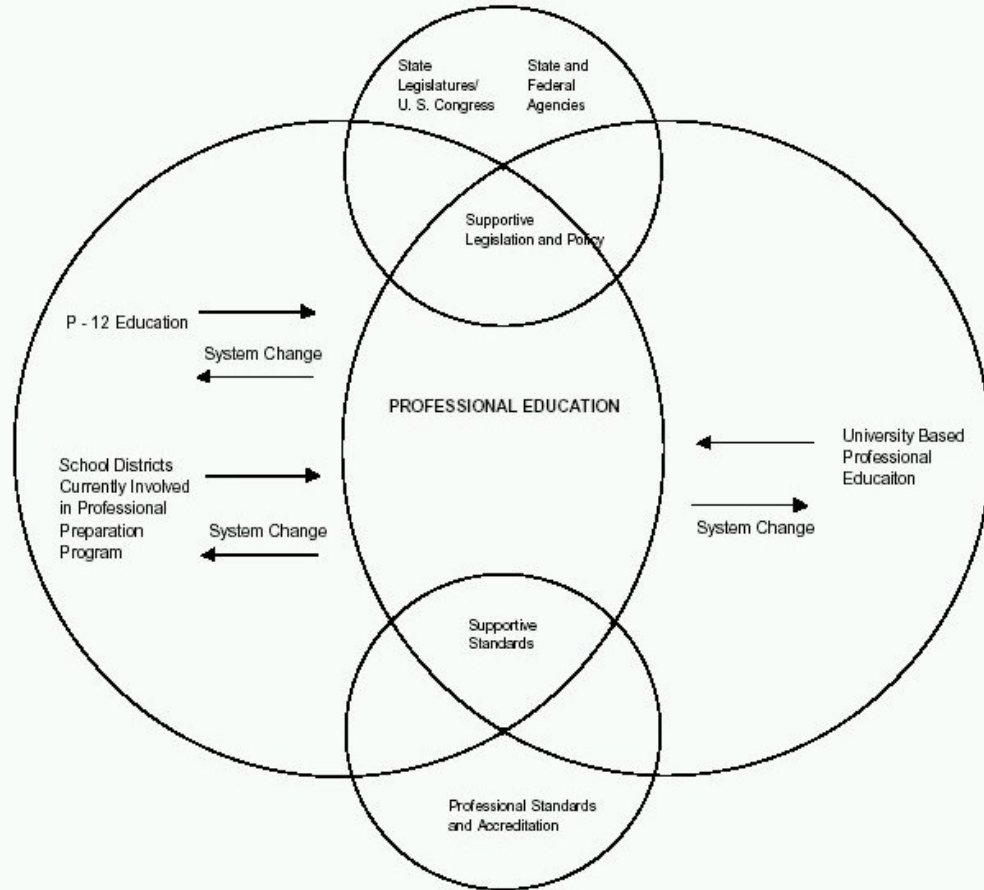 State
Legislatures/
U. S. Congress
State and
Federal
Agencies
Supportive
Legislation and Policy
P - 12 Education
System Change
PROFESSIONAL EDUCATION
University Based
Professional
Educaiton
School Districts
Currently Involved
in Professional
Preparation
Program
System Change
System Change
Supportive
Standards
Professional Standards
and Accreditation